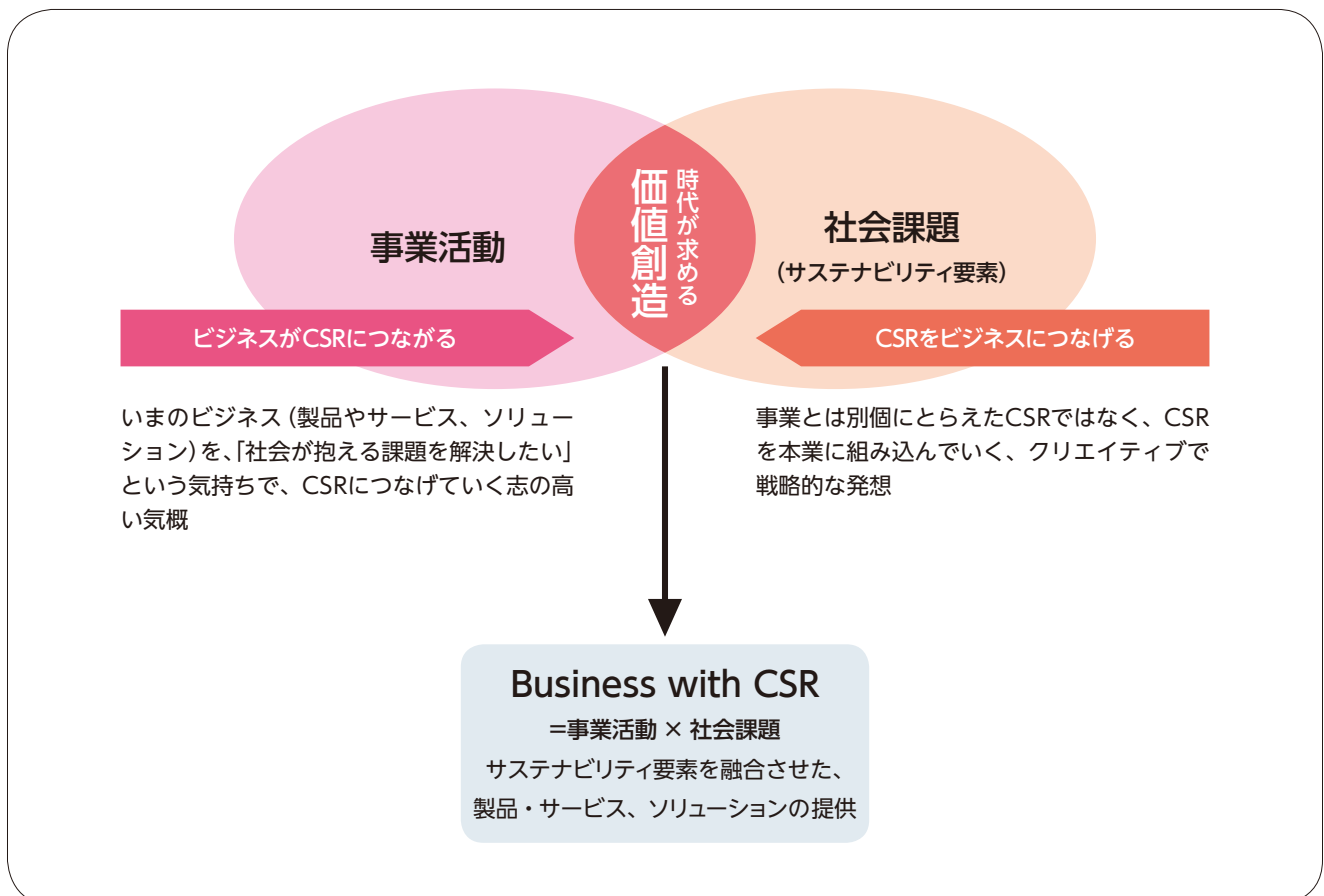 事業活動
時代が求める
価値創造
社会課題
(サステナビリティ要素)
ビジネスがCSRにつながる
CSRをビジネスにつなげる
いまのビジネス(製品やサービス、ソリュー
ション)を、「社会が抱える課題を解決したい」
という気持ちで、CSRにつなげていく志の高
い気概
事業とは別個にとらえたCSRではなく、CSR
を本業に組み込んでいく、クリエイティブで
戦略的な発想
Business with CSR
=事業活動 × 社会課題
サステナビリティ要素を融合させた、
製品・サービス、ソリューションの提供